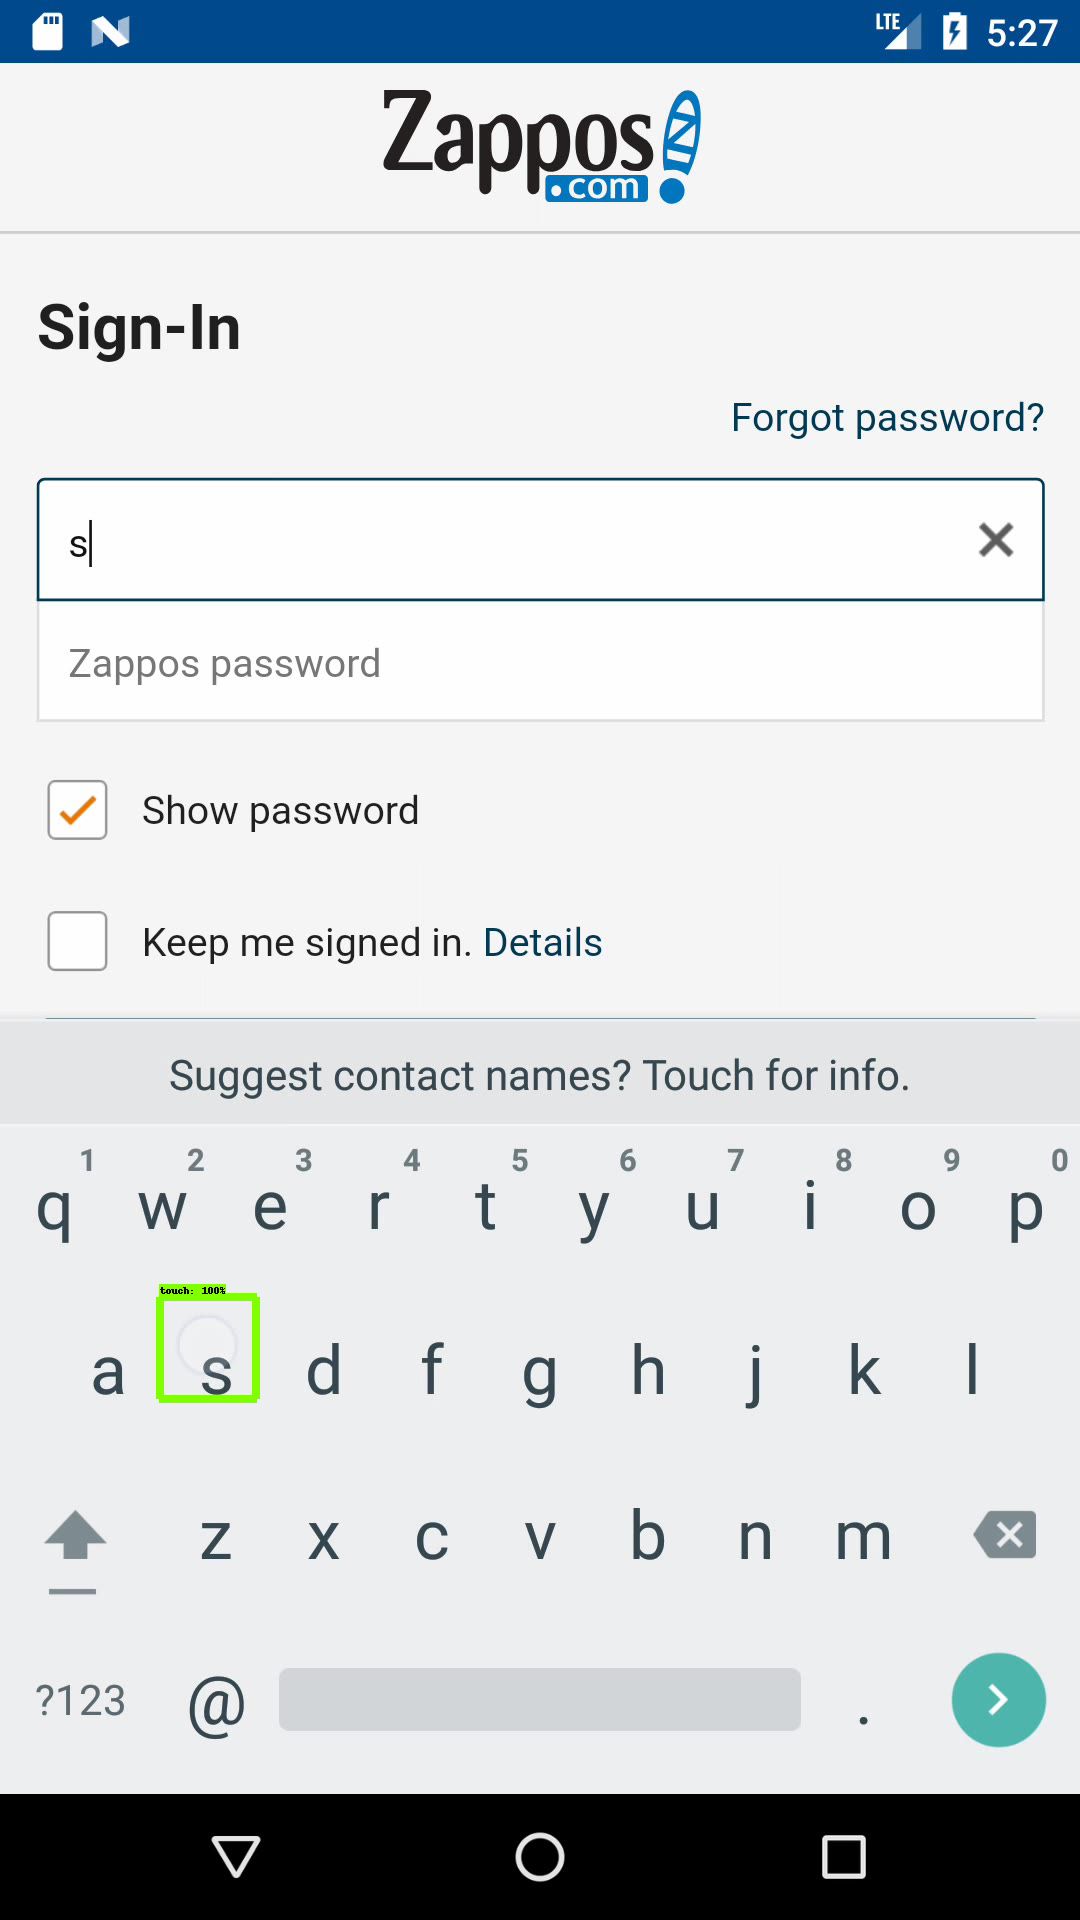 LTE 5:27
Zappos
.com
Sign-In
Forgot password?
s
Zappos password
Show password
Keep me signed in. Details
Suggest contact names? Touch for info.
1 2 3 4 5 6 7 8 9 0
q w e r t y u i o p
touch: 100%
a s d f g h j k l
z x c v b n m
?123 @ .